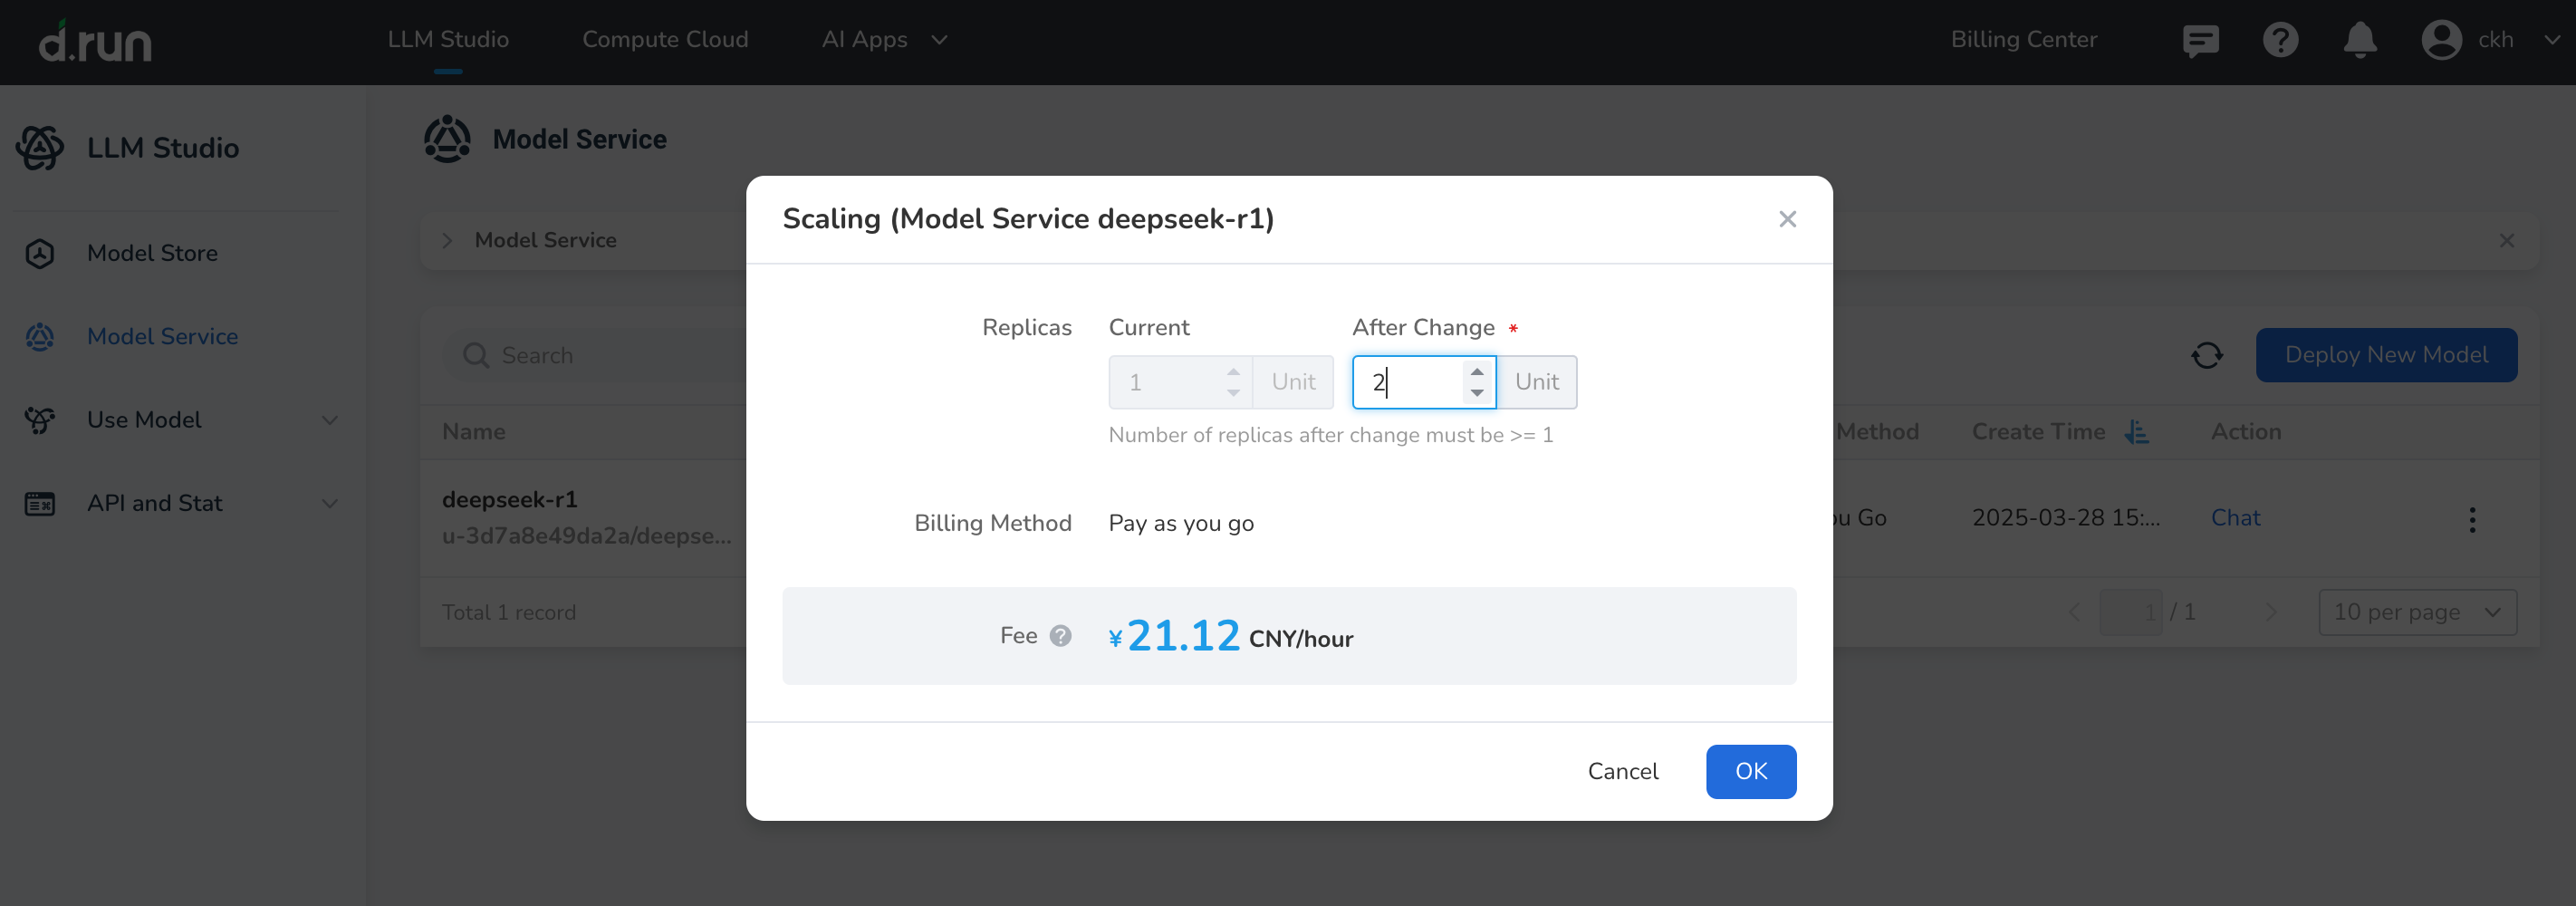 d.run
LLM Studio
Compute Cloud
AI Apps
Billing Center
ckh
LLM Studio
Model Store
Model Service
Use Model
API and Stat
Model Service
Model Service
Search
Deploy New Model
Name
Method
Create Time
Action
deepseek-r1
u-3d7a8e49da2a/deepse...
ou Go
2025-03-28 15:...
Chat
Total 1 record
1 / 1
10 per page
Scaling (Model Service deepseek-r1)
Replicas
Current
After Change *
1 Unit
2 Unit
Number of replicas after change must be >= 1
Billing Method
Pay as you go
Fee ?
¥ 21.12 CNY/hour
Cancel
OK